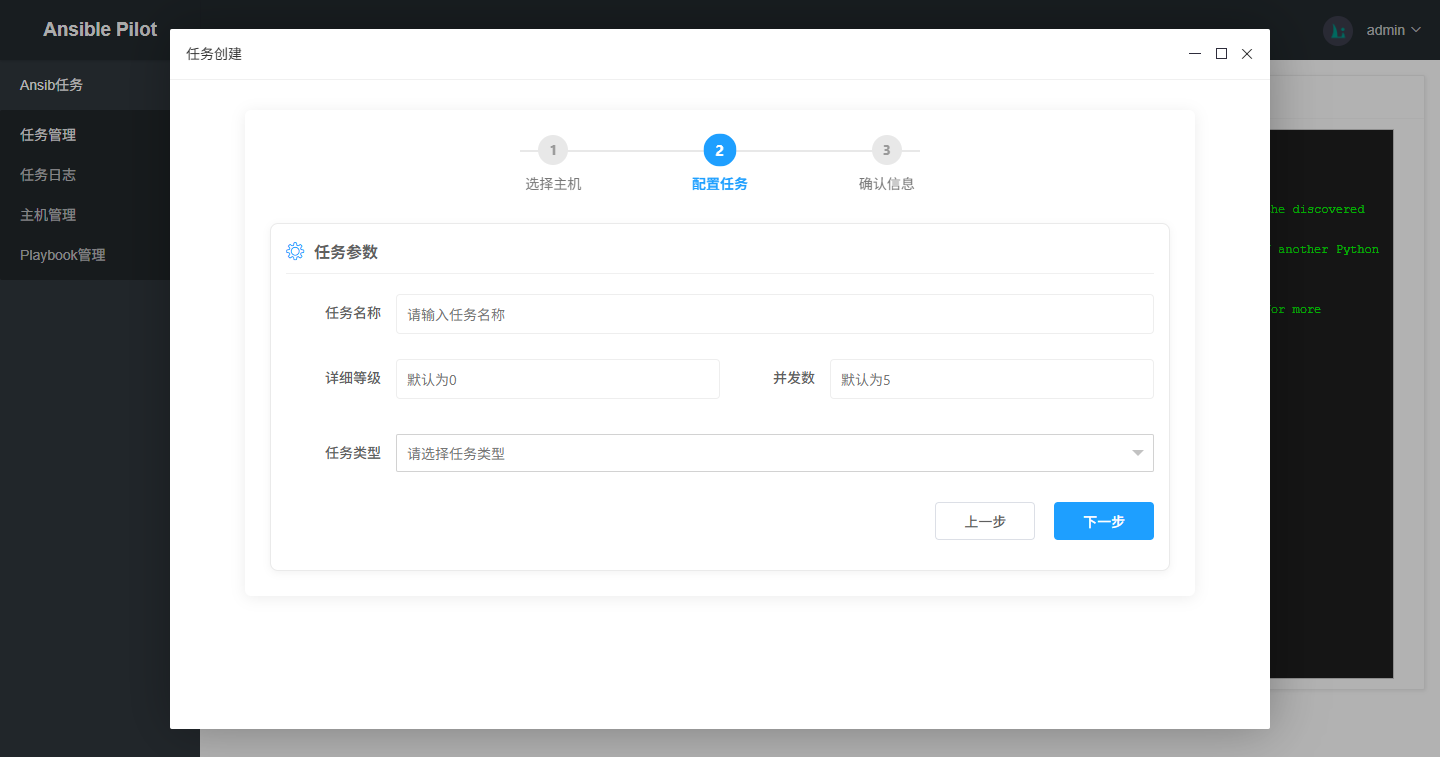 Ansible Pilot
admin
任务创建
Ansib任务
任务管理
任务日志
主机管理
Playbook管理
1
2
3
选择主机
配置任务
确认信息
任务参数
任务名称
请输入任务名称
详细等级
默认为0
并发数
默认为5
任务类型
请选择任务类型
上一步
下一步
discovered
another Python
or more